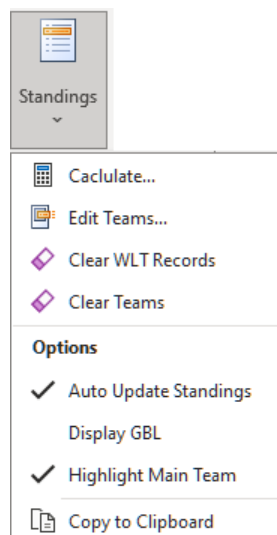 Standings
Caclulate...
Edit Teams...
Clear WLT Records
Clear Teams
Options
Auto Update Standings
Display GBL
Highlight Main Team
Copy to Clipboard